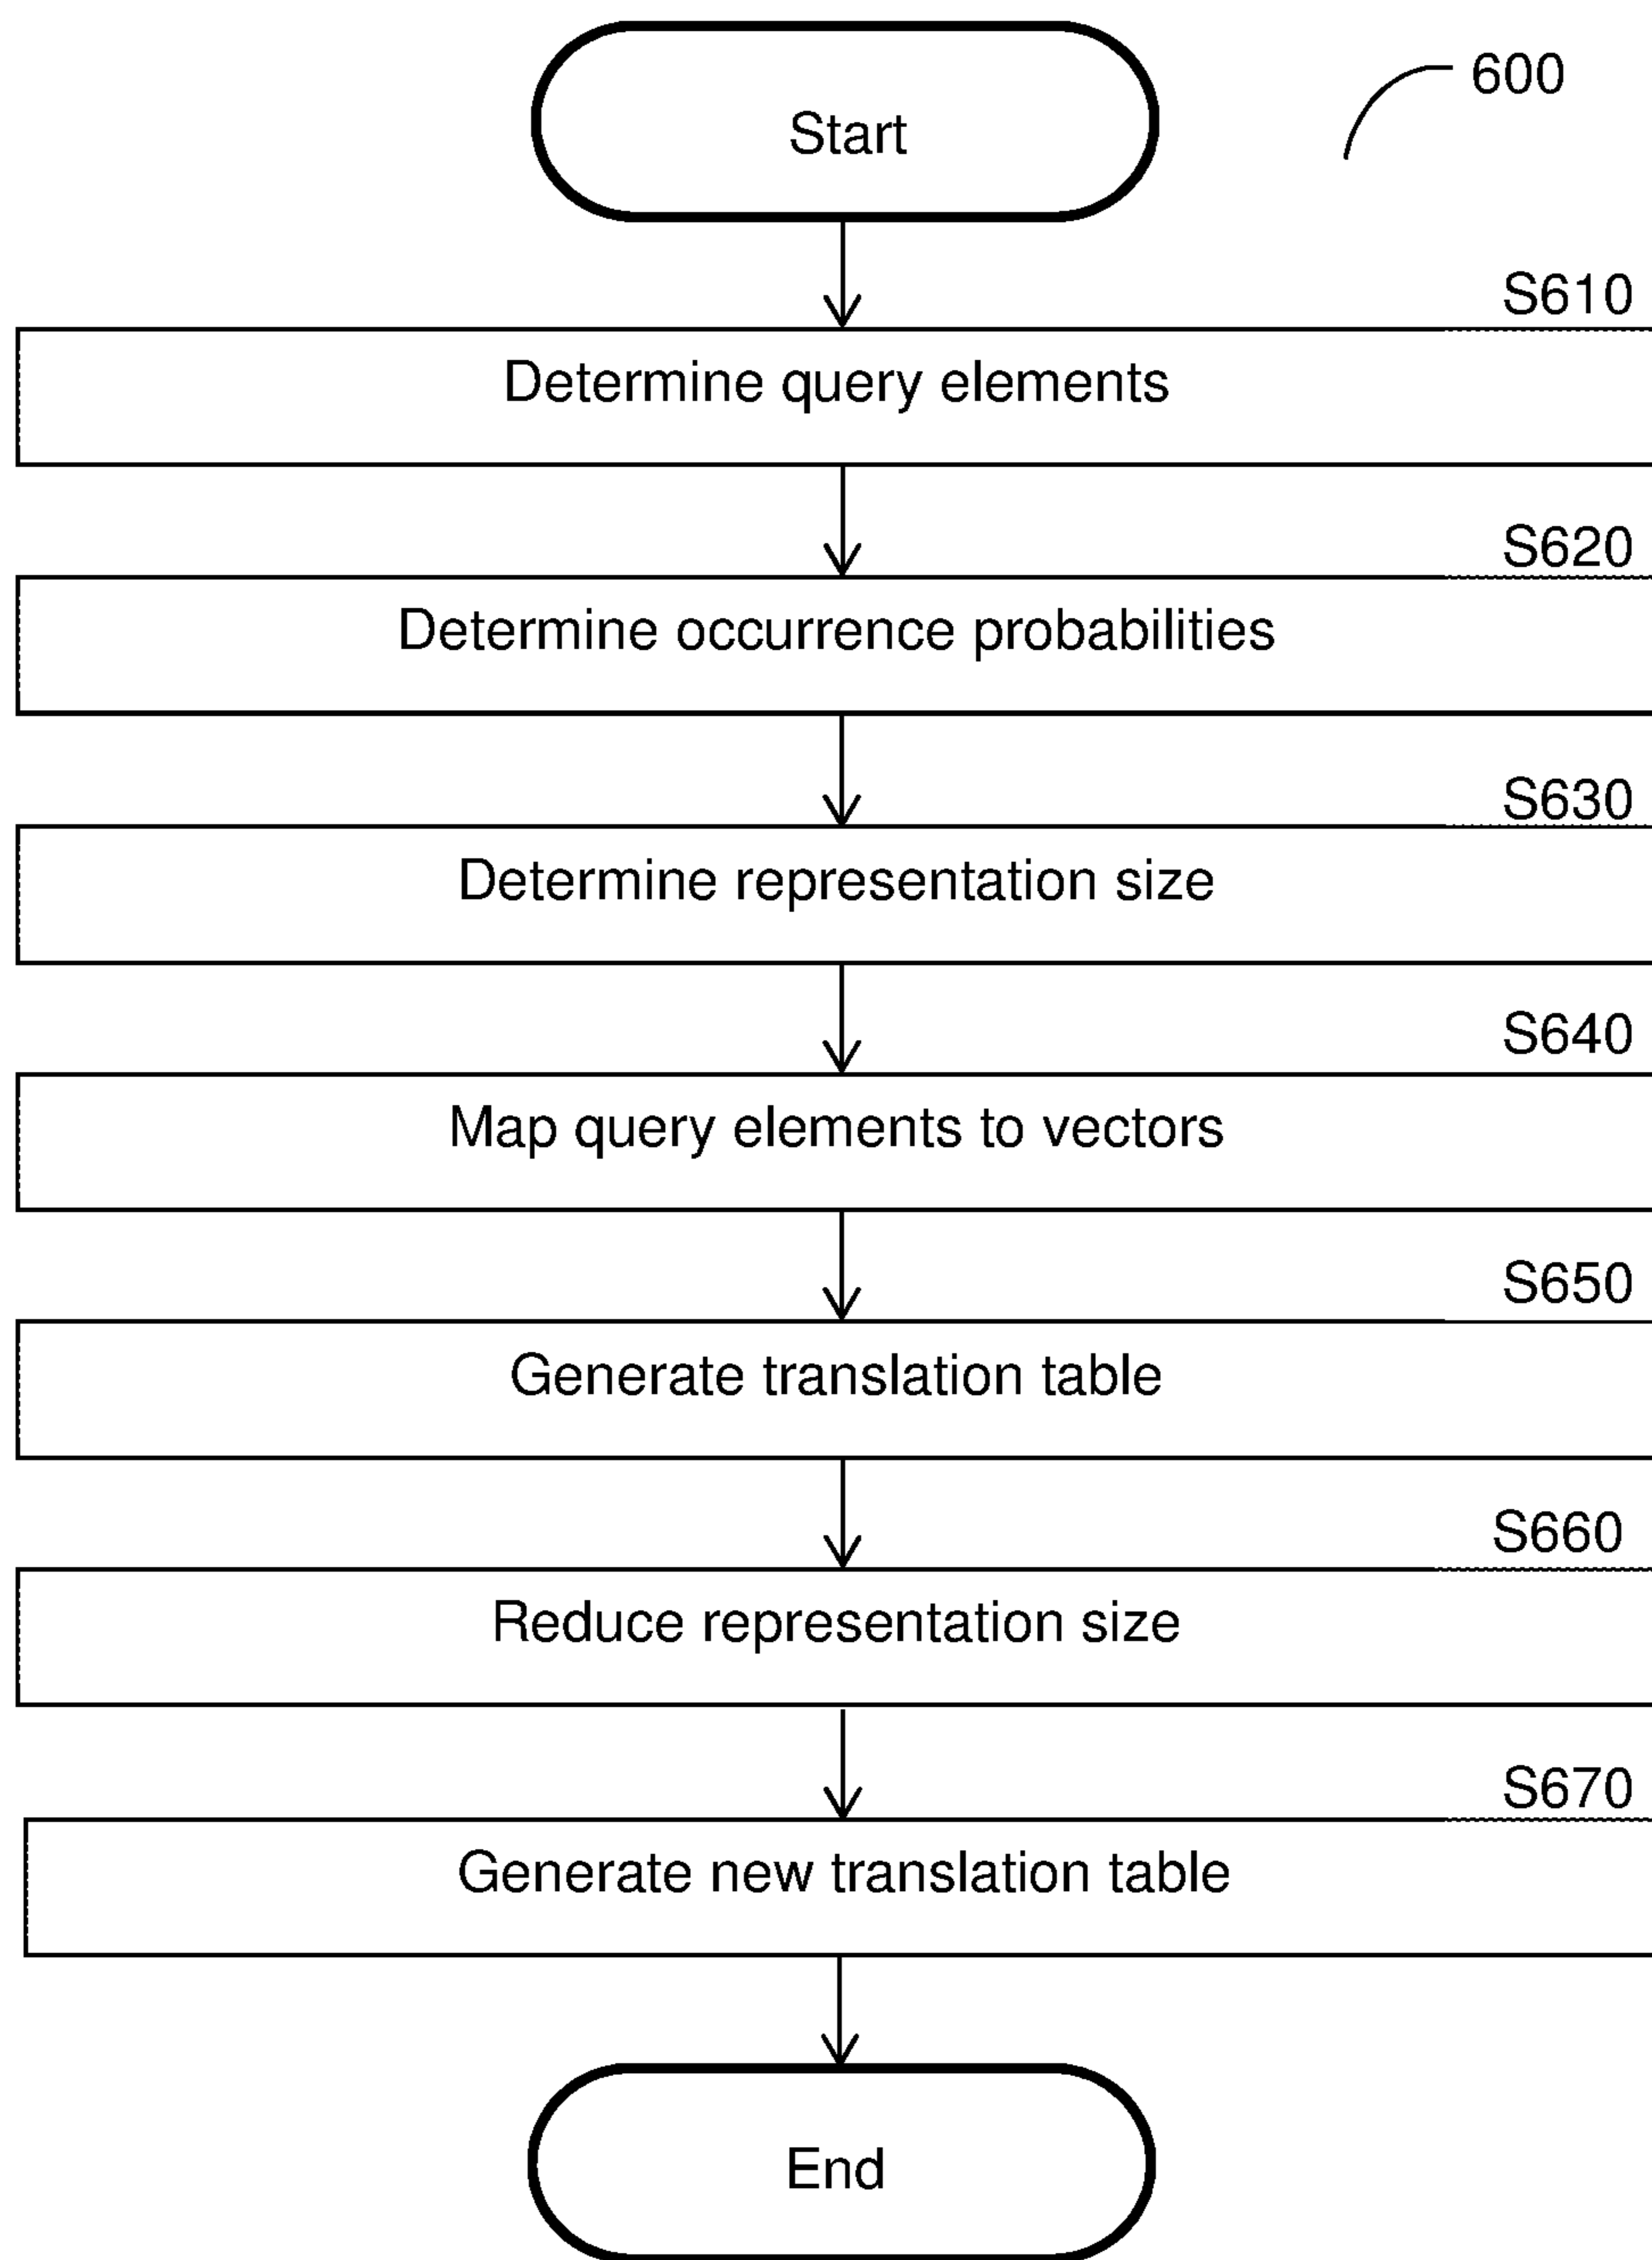 600
Start
S610
Determine query elements
S620
Determine occurrence probabilities
S630
Determine representation size
S640
Map query elements to vectors
S650
Generate translation table
S660
Reduce representation size
S670
Generate new translation table
End